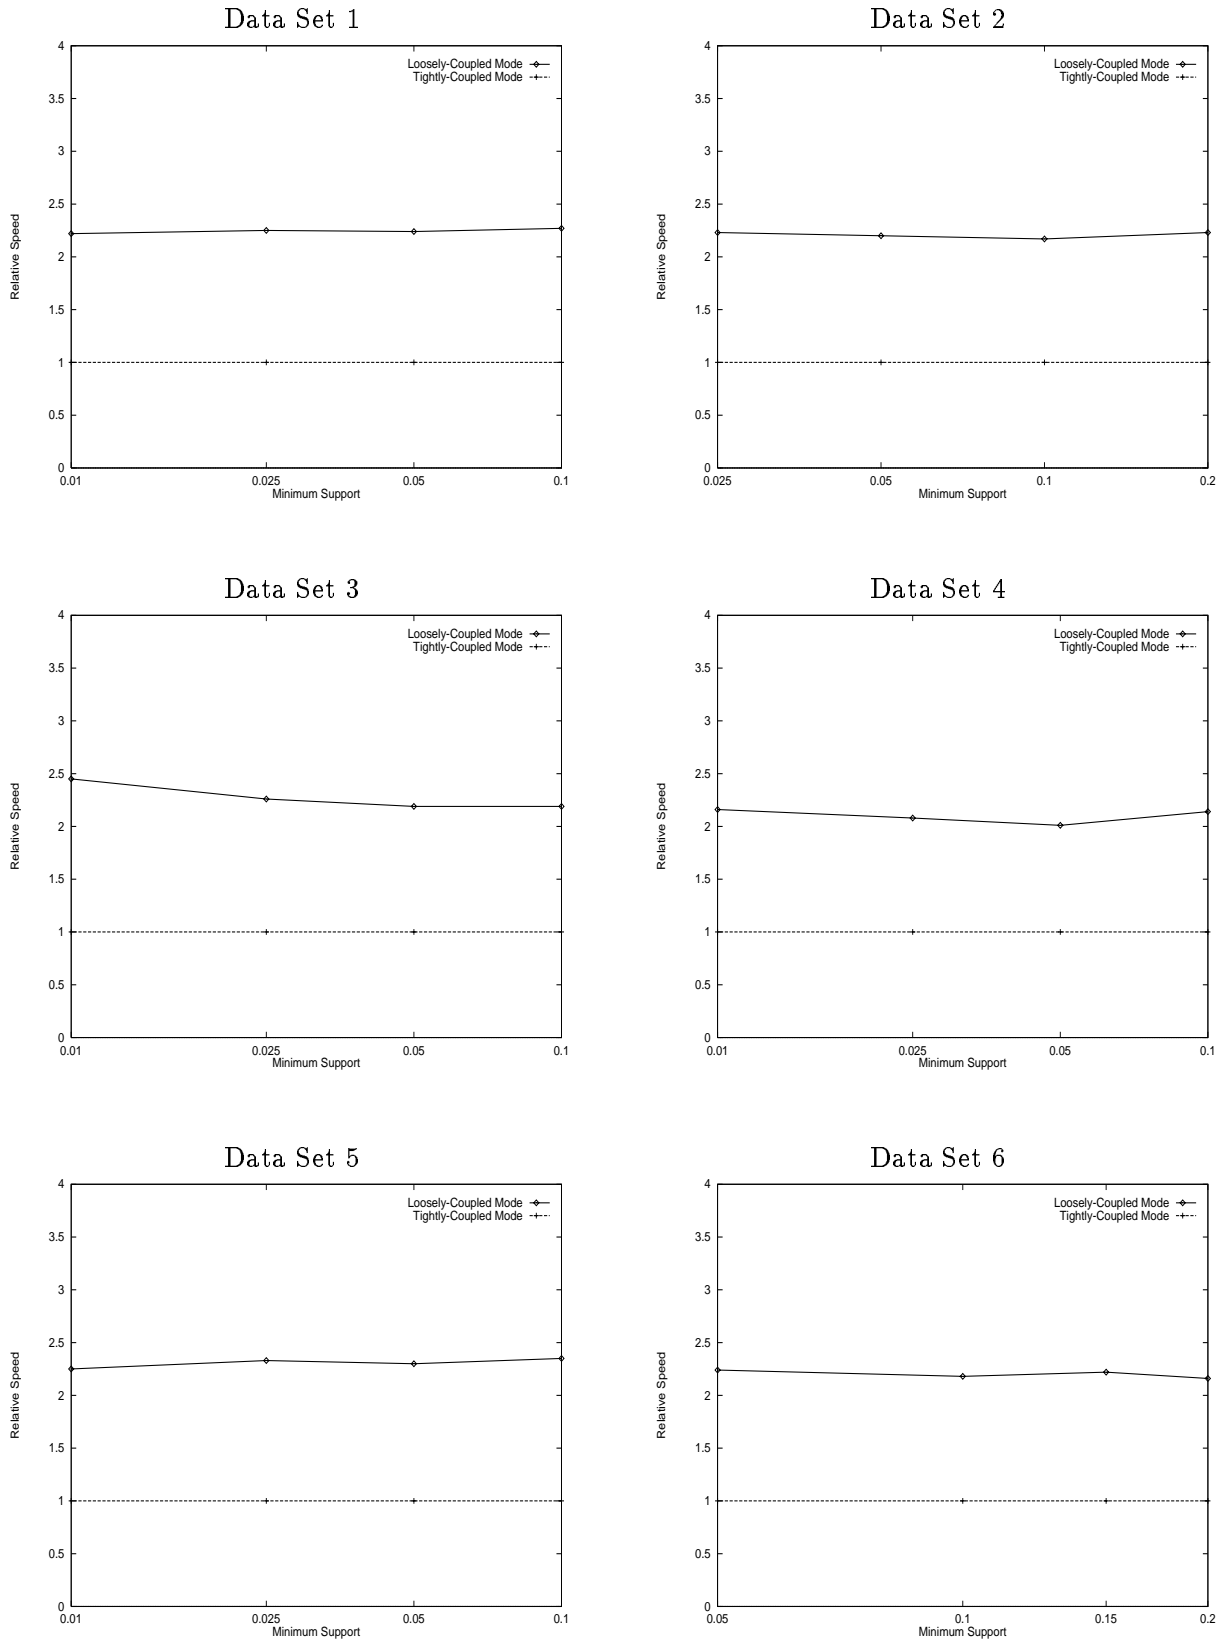 Data Set 1
4
3.5
3
2.5
2
1.5
1
0.5
0
Relative Speed
Loosely-Coupled Mode
Tightly-Coupled Mode
0.01 0.025 0.05 0.1
Minimum Support
Data Set 2
4
3.5
3
2.5
2
1.5
1
0.5
0
Relative Speed
Loosely-Coupled Mode
Tightly-Coupled Mode
0.025 0.05 0.1 0.2
Minimum Support
Data Set 3
4
3.5
3
2.5
2
1.5
1
0.5
0
Relative Speed
Loosely-Coupled Mode
Tightly-Coupled Mode
0.01 0.025 0.05 0.1
Minimum Support
Data Set 4
4
3.5
3
2.5
2
1.5
1
0.5
0
Relative Speed
Loosely-Coupled Mode
Tightly-Coupled Mode
0.01 0.025 0.05 0.1
Minimum Support
Data Set 5
4
3.5
3
2.5
2
1.5
1
0.5
0
Relative Speed
Loosely-Coupled Mode
Tightly-Coupled Mode
0.01 0.025 0.05 0.1
Minimum Support
Data Set 6
4
3.5
3
2.5
2
1.5
1
0.5
0
Relative Speed
Loosely-Coupled Mode
Tightly-Coupled Mode
0.05 0.1 0.15 0.2
Minimum Support